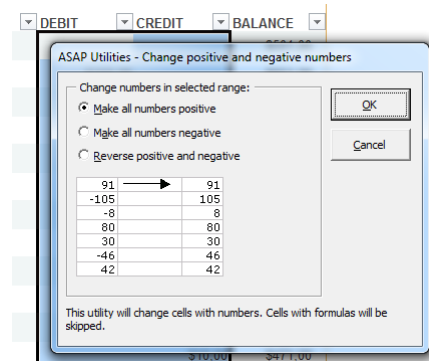 DEBIT CREDIT BALANCE
ASAP Utilities - Change positive and negative numbers
Change numbers in selected range:
Make all numbers positive
Make all numbers negative
Reverse positive and negative
OK
Cancel
91 91
-105 105
-8 8
80 80
30 30
-46 46
42 42
This utility will change cells with numbers. Cells with formulas will be
skipped.
$10.00 $471.00